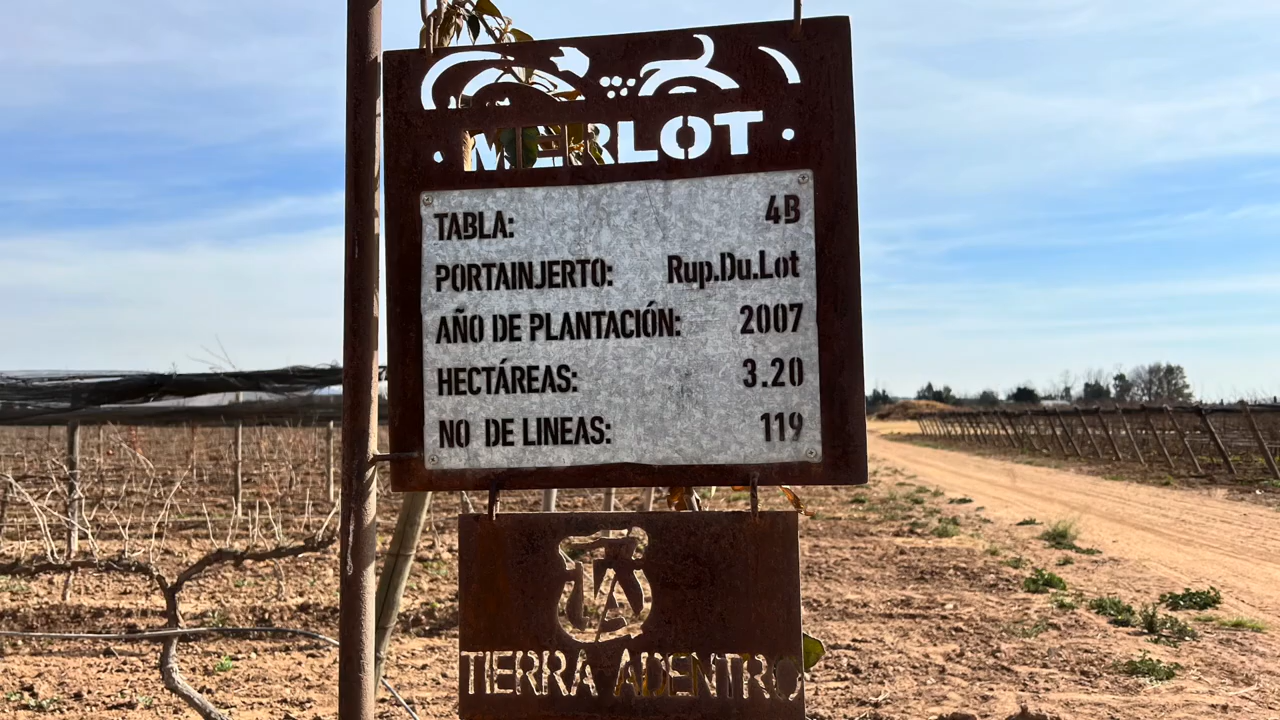 MERLOT
TABLA: 4B
PORTAINJERTO: Rup.Du.Lot
AÑO DE PLANTACIÓN: 2007
HECTÁREAS: 3.20
NO DE LINEAS: 119
TA
TIERRA ADENTRO